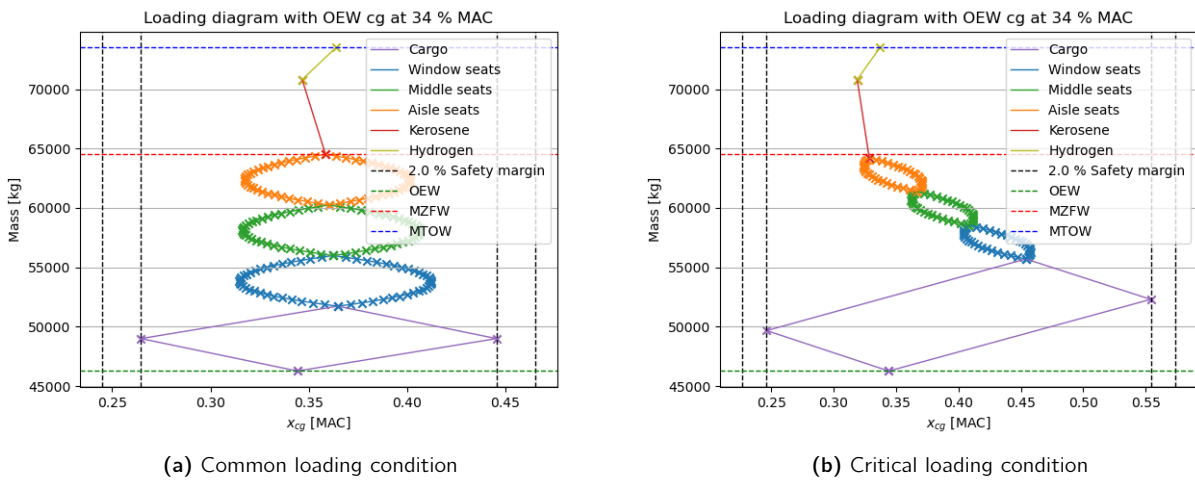 Loading diagram with OEW cg at 34 % MAC
Mass [kg]
70000
65000
60000
55000
50000
45000
0.25
0.30
0.35
0.40
0.45
x_cg [MAC]
Cargo
Window seats
Middle seats
Aisle seats
Kerosene
Hydrogen
2.0 % Safety margin
OEW
MZFW
MTOW
(a) Common loading condition
Loading diagram with OEW cg at 34 % MAC
Mass [kg]
70000
65000
60000
55000
50000
45000
0.25
0.30
0.35
0.40
0.45
0.50
0.55
x_cg [MAC]
Cargo
Window seats
Middle seats
Aisle seats
Kerosene
Hydrogen
2.0 % Safety margin
OEW
MZFW
MTOW
(b) Critical loading condition